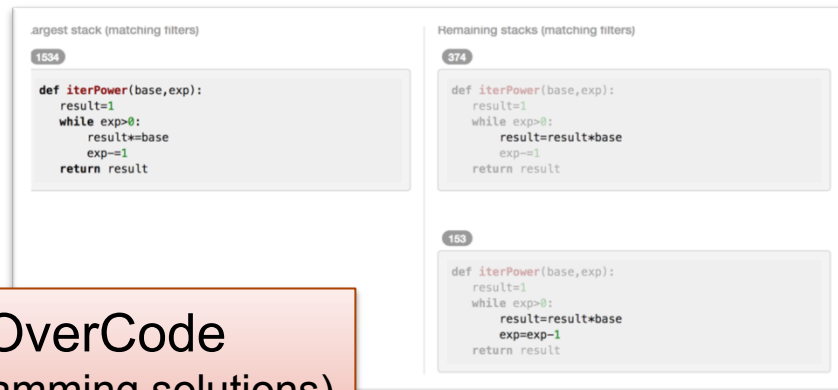 argest stack (matching filters)
1534
def iterPower(base,exp):
result=1
while exp>0:
result*=base
exp-=1
return result
Remaining stacks (matching filters)
374
def iterPower(base,exp):
result=1
while exp>0:
result=result*base
exp-=1
return result
153
def iterPower(base,exp):
result=1
while exp>0:
result=result*base
exp=exp-1
return result
OverCode
amming solutions)